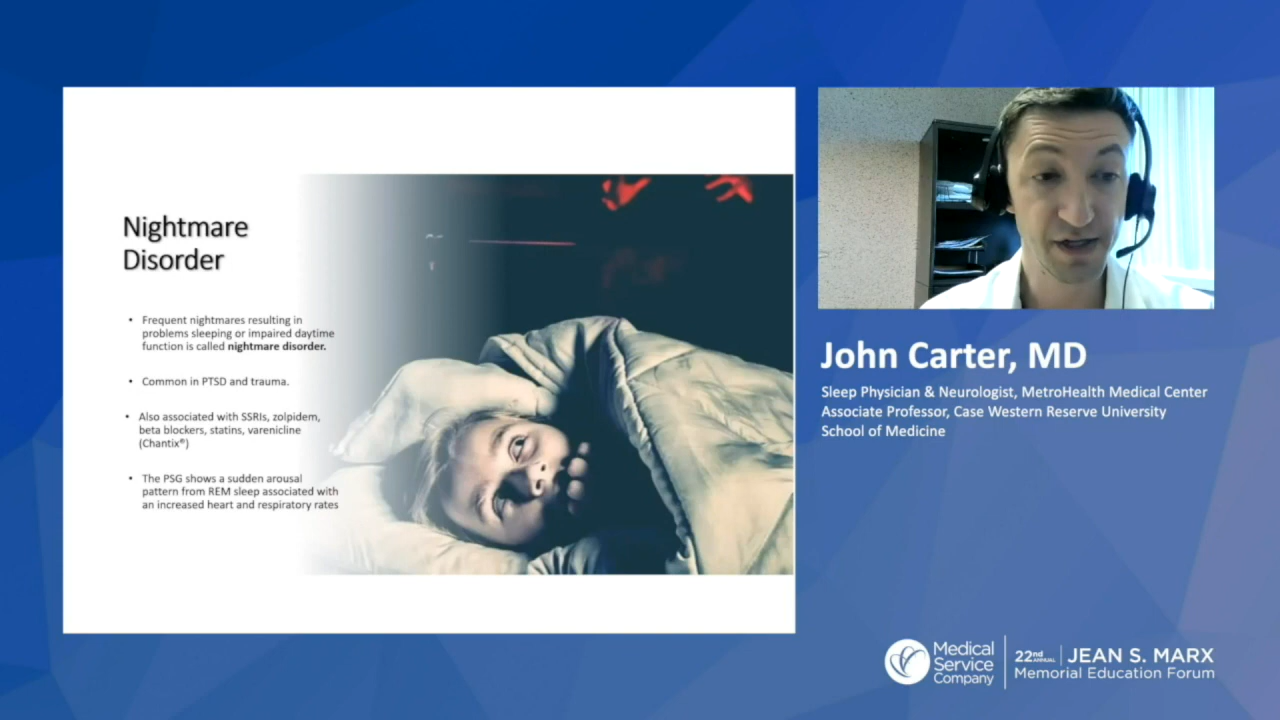 Nightmare
Disorder
• Frequent nightmares resulting in
problems sleeping or impaired daytime
function is called nightmare disorder.
• Common in PTSD and trauma.
• Also associated with SSRIs, zolpidem,
beta blockers, statins, varenicline
(Chantix®)
• The PSG shows a sudden arousal
pattern from REM sleep associated with
an increased heart and respiratory rates
John Carter, MD
Sleep Physician & Neurologist, MetroHealth Medical Center
Associate Professor, Case Western Reserve University
School of Medicine
Medical
Service
Company
22nd ANNUAL | JEAN S. MARX
Memorial Education Forum